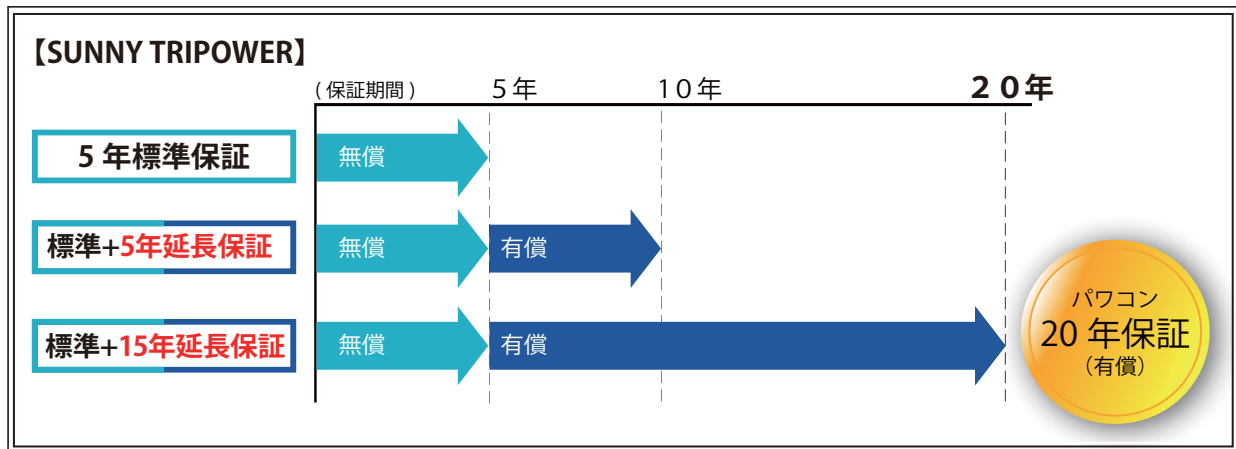 【SUNNY TRIPOWER】
(保証期間) 5年 10年 20年
5年標準保証 無償
標準+5年延長保証 無償 有償
標準+15年延長保証 無償 有償
パワコン
20年保証
(有償)